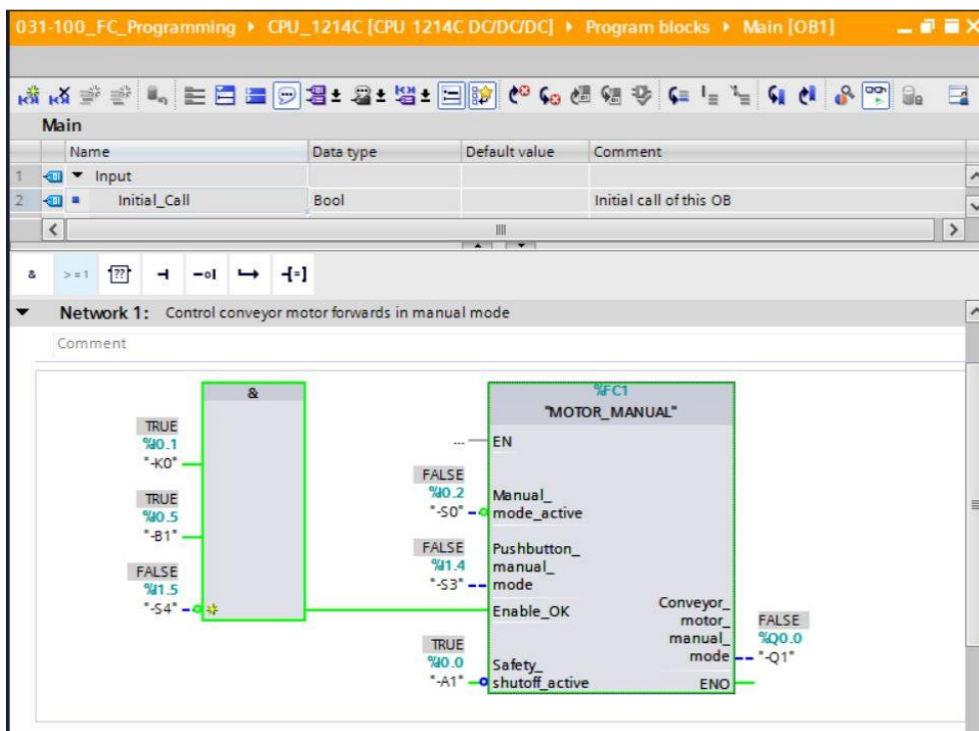 031-100_FC_Programming ▸ CPU_1214C [CPU 1214C DC/DC/DC] ▸ Program blocks ▸ Main [OB1]
Main
Name Data type Default value Comment
1 Input
2 Initial_Call Bool Initial call of this OB
& >=1 ??
Network 1: Control conveyor motor forwards in manual mode
Comment
&
TRUE
%I0.1
"-K0"
TRUE
%I0.5
"-B1"
FALSE
%I1.5
"-S4"
%FC1
"MOTOR_MANUAL"
... EN
FALSE
%I0.2
"-S0"
Manual_
mode_active
FALSE
%I1.4
"-S3"
Pushbutton_
manual_
mode
Enable_OK
TRUE
%I0.0
"-A1"
Safety_
shutoff_active
Conveyor_
motor_
manual_
mode
FALSE
%Q0.0
"-Q1"
ENO